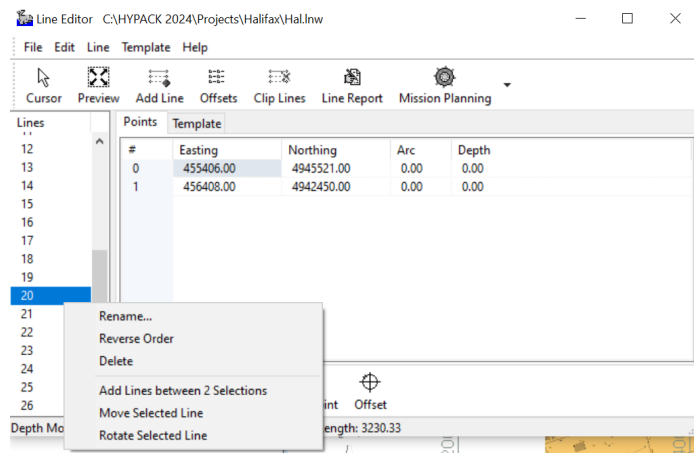 Line Editor C:\HYPACK 2024\Projects\Halifax\Hal.lnw
File Edit Line Template Help
Cursor Preview Add Line Offsets Clip Lines Line Report Mission Planning
Lines Points Template
# Easting Northing Arc Depth
0 455406.00 4945521.00 0.00 0.00
1 456408.00 4942450.00 0.00 0.00
12
13
14
15
16
17
18
19
20
21
22
23
24
25
26
Rename...
Reverse Order
Delete
Add Lines between 2 Selections
Move Selected Line
Rotate Selected Line
Offset
Depth
3230.33